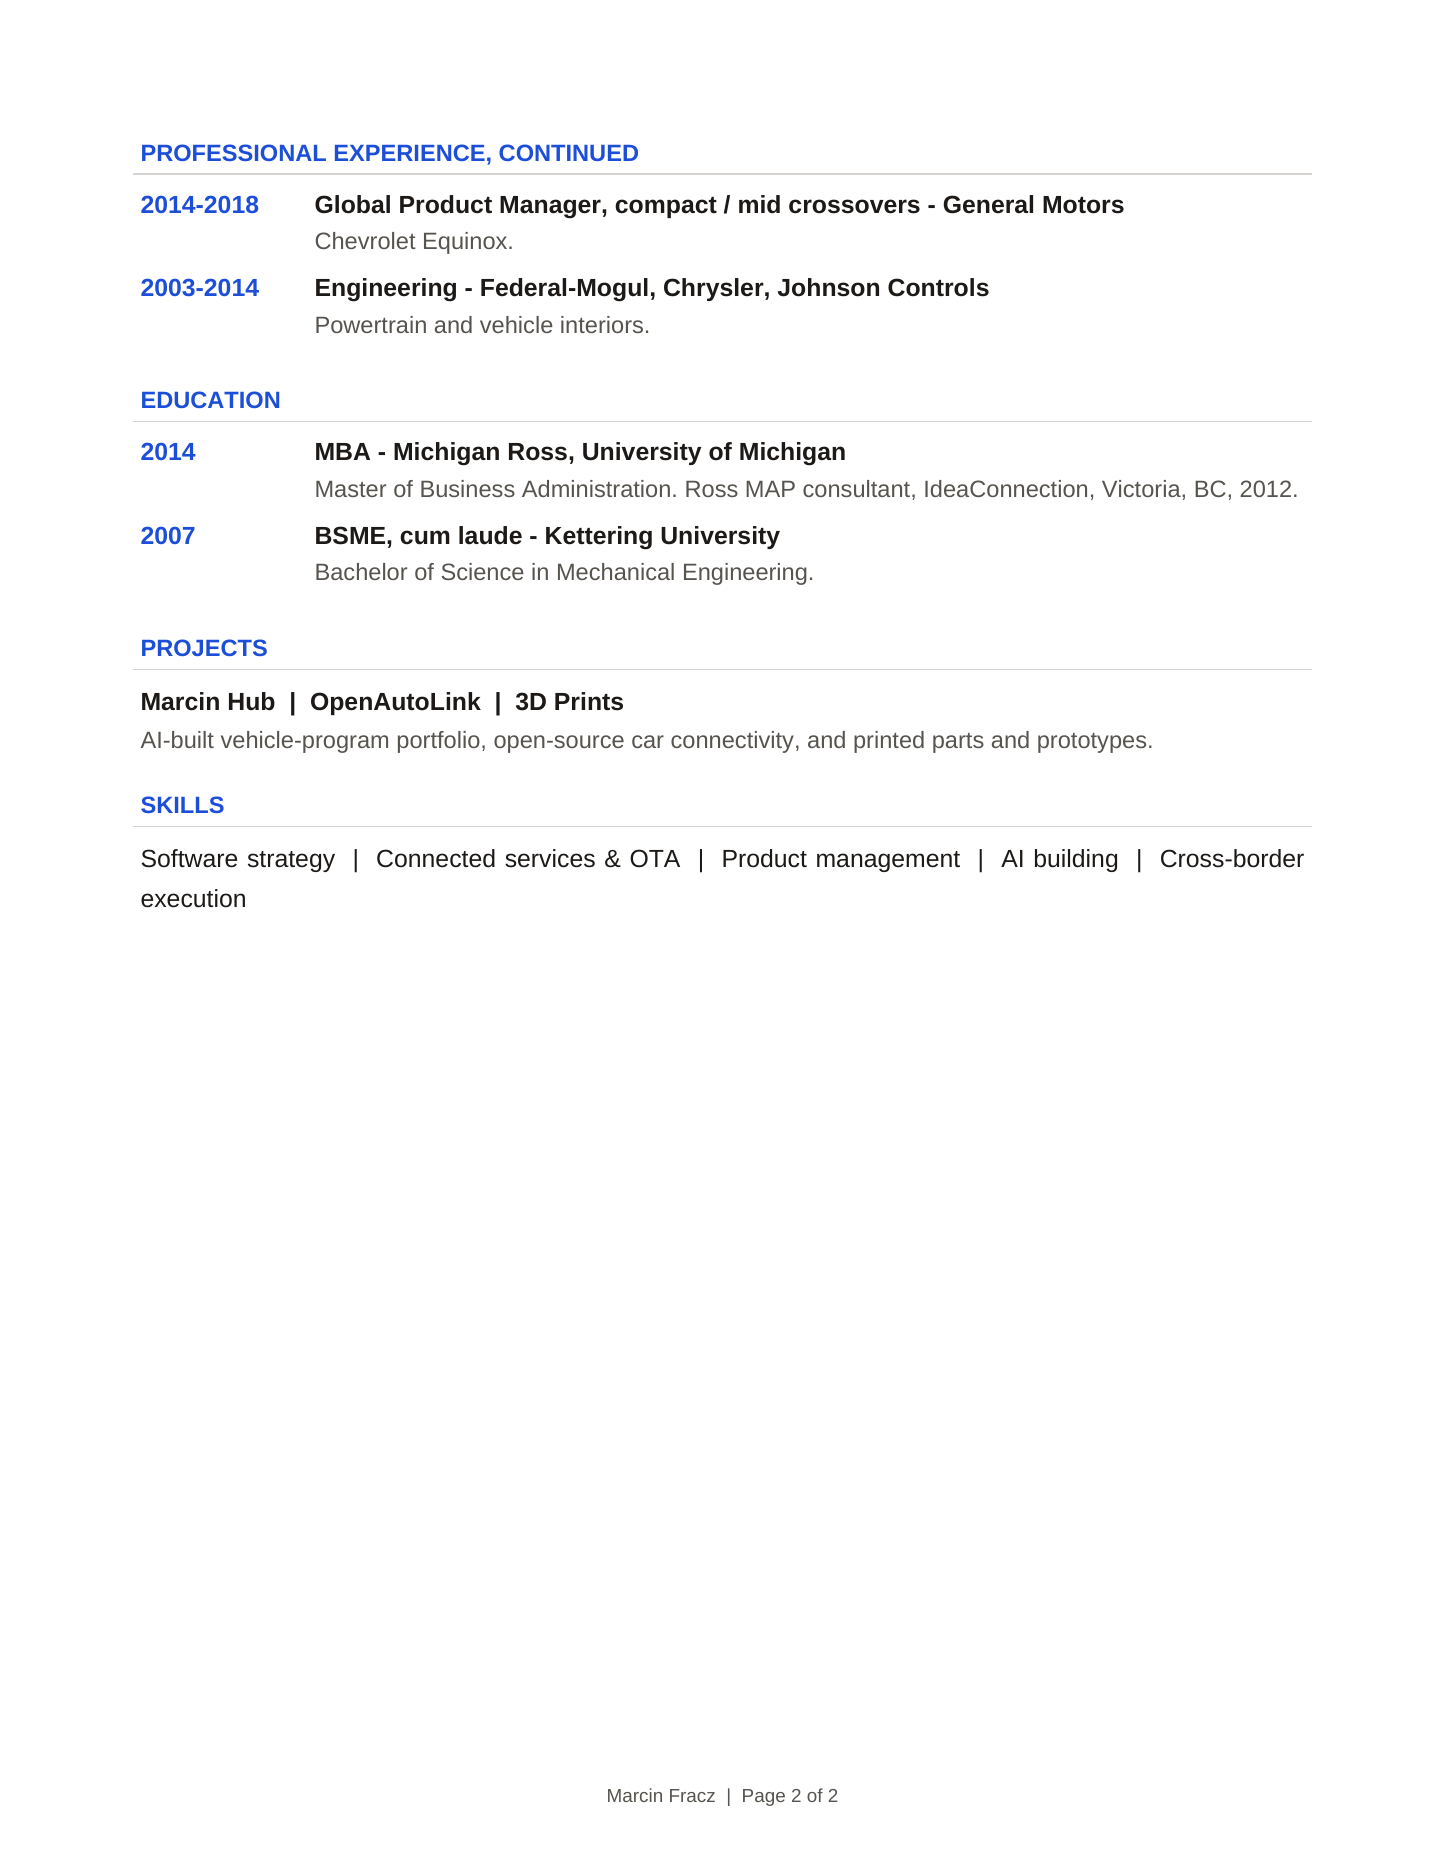 PROFESSIONAL EXPERIENCE, CONTINUED
2014-2018 Global Product Manager, compact / mid crossovers - General Motors
Chevrolet Equinox.
2003-2014 Engineering - Federal-Mogul, Chrysler, Johnson Controls
Powertrain and vehicle interiors.
EDUCATION
2014 MBA - Michigan Ross, University of Michigan
Master of Business Administration. Ross MAP consultant, IdeaConnection, Victoria, BC, 2012.
2007 BSME, cum laude - Kettering University
Bachelor of Science in Mechanical Engineering.
PROJECTS
Marcin Hub | OpenAutoLink | 3D Prints
AI-built vehicle-program portfolio, open-source car connectivity, and printed parts and prototypes.
SKILLS
Software strategy | Connected services & OTA | Product management | AI building | Cross-border
execution
Marcin Fracz | Page 2 of 2